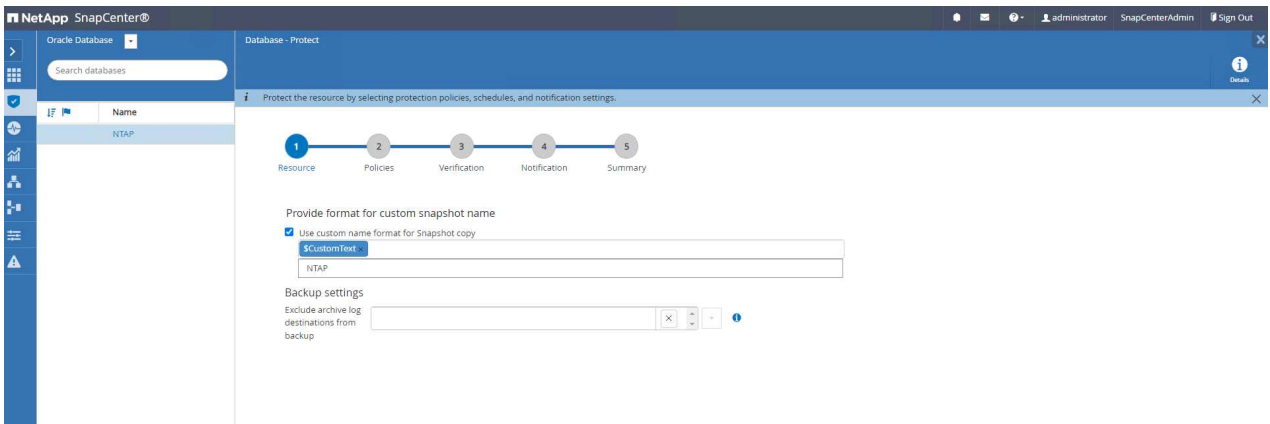 NetApp SnapCenter®
administrator SnapCenterAdmin Sign Out
Oracle Database
Database - Protect
Search databases
Details
Protect the resource by selecting protection policies, schedules, and notification settings.
Name
NTAP
1 2 3 4 5
Resource Policies Verification Notification Summary
Provide format for custom snapshot name
Use custom name format for Snapshot copy
$CustomText
NTAP
Backup settings
Exclude archive log
destinations from
backup